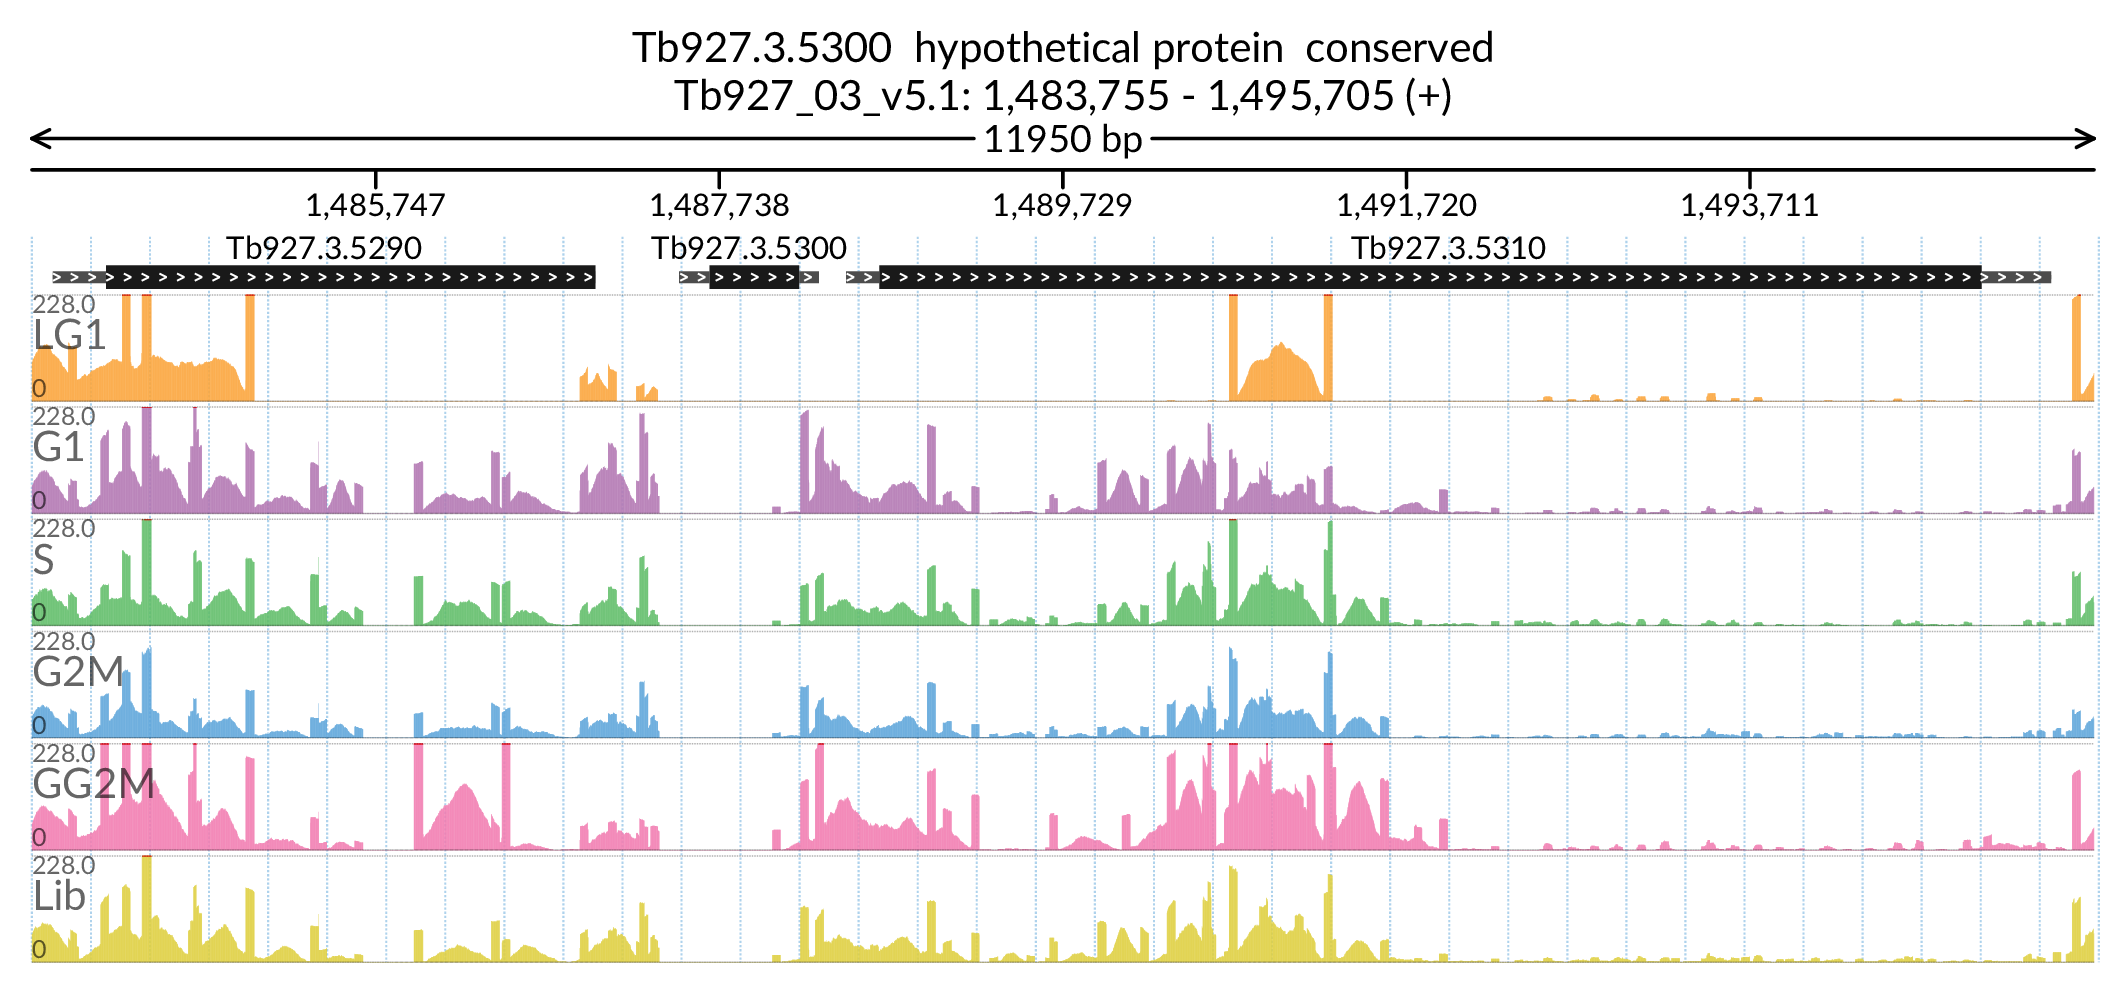 Tb927.3.5300  hypothetical protein  conserved
Tb927_03_v5.1: 1,483,755 - 1,495,705 (+)
11950 bp
1,485,747 1,487,738 1,489,729 1,491,720 1,493,711
Tb927.3.5290 Tb927.3.5300 Tb927.3.5310
228.0
LG1
0
228.0
G1
0
228.0
S
0
228.0
G2M
0
228.0
GG2M
0
228.0
Lib
0